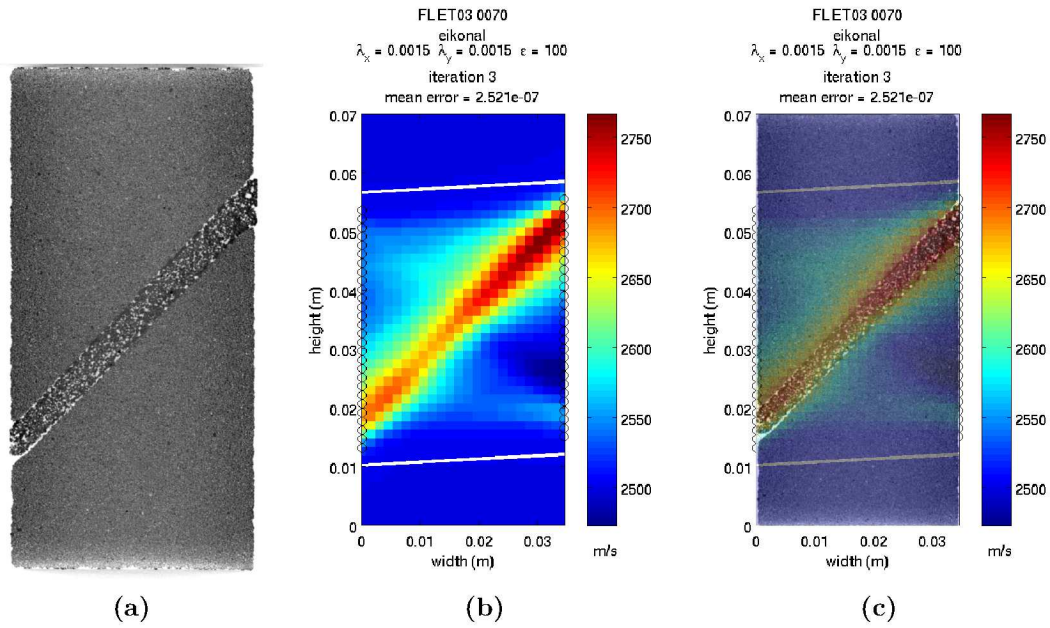 FLET03 0070
eikonal
λx = 0.0015 λy = 0.0015 ε = 100
iteration 3
mean error = 2.521e-07
0.07
0.06
0.05
0.04
0.03
0.02
0.01
0
height (m)
0 0.01 0.02 0.03
width (m)
2750
2700
2650
2600
2550
2500
m/s
FLET03 0070
eikonal
λx = 0.0015 λy = 0.0015 ε = 100
iteration 3
mean error = 2.521e-07
0.07
0.06
0.05
0.04
0.03
0.02
0.01
0
height (m)
0 0.01 0.02 0.03
width (m)
2750
2700
2650
2600
2550
2500
m/s
(a)
(b)
(c)